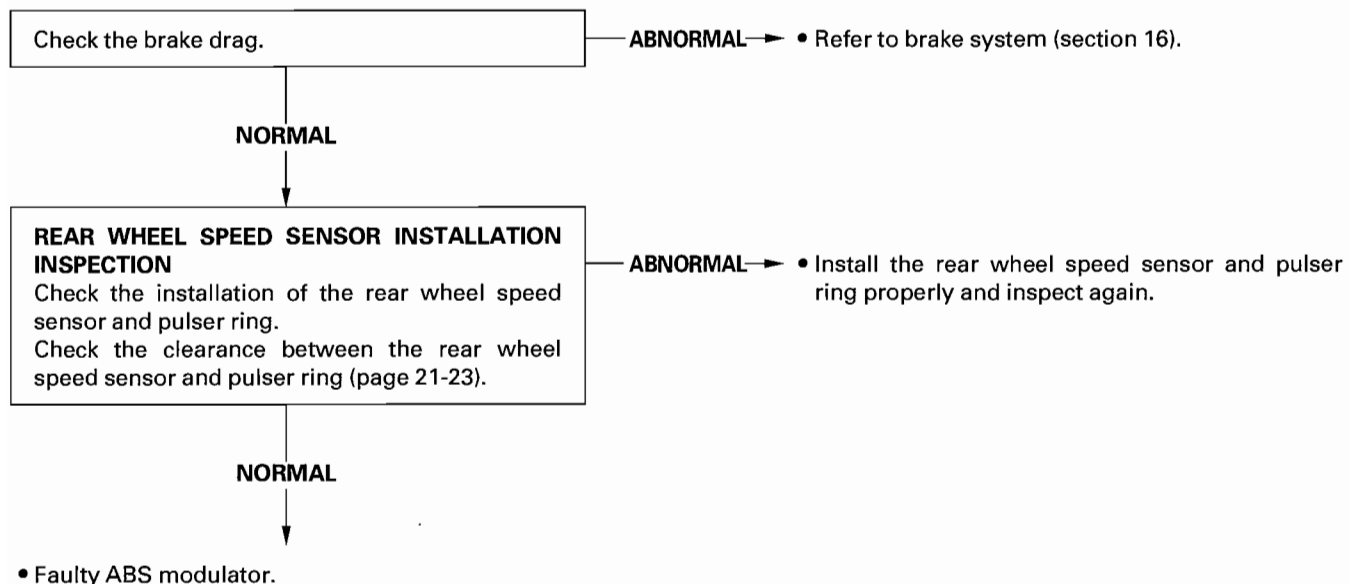 Check the brake drag.
ABNORMAL
• Refer to brake system (section 16).
NORMAL
REAR WHEEL SPEED SENSOR INSTALLATION
INSPECTION
Check the installation of the rear wheel speed
sensor and pulser ring.
Check the clearance between the rear wheel
speed sensor and pulser ring (page 21-23).
ABNORMAL
• Install the rear wheel speed sensor and pulser
ring properly and inspect again.
NORMAL
• Faulty ABS modulator.